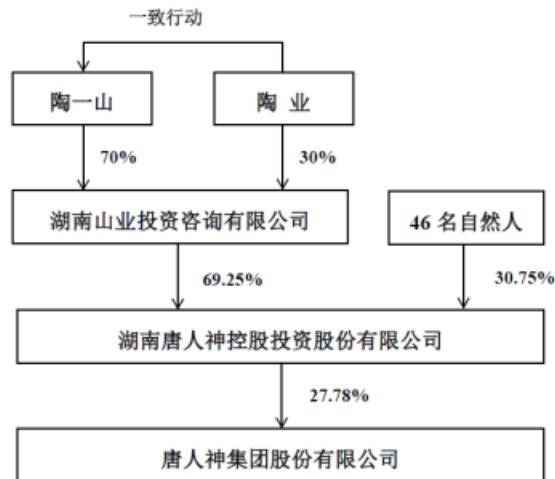 一致行动
陶一山
陶 业
70%
30%
湖南山业投资咨询有限公司
46 名自然人
69.25%
30.75%
湖南唐人神控股投资股份有限公司
27.78%
唐人神集团股份有限公司